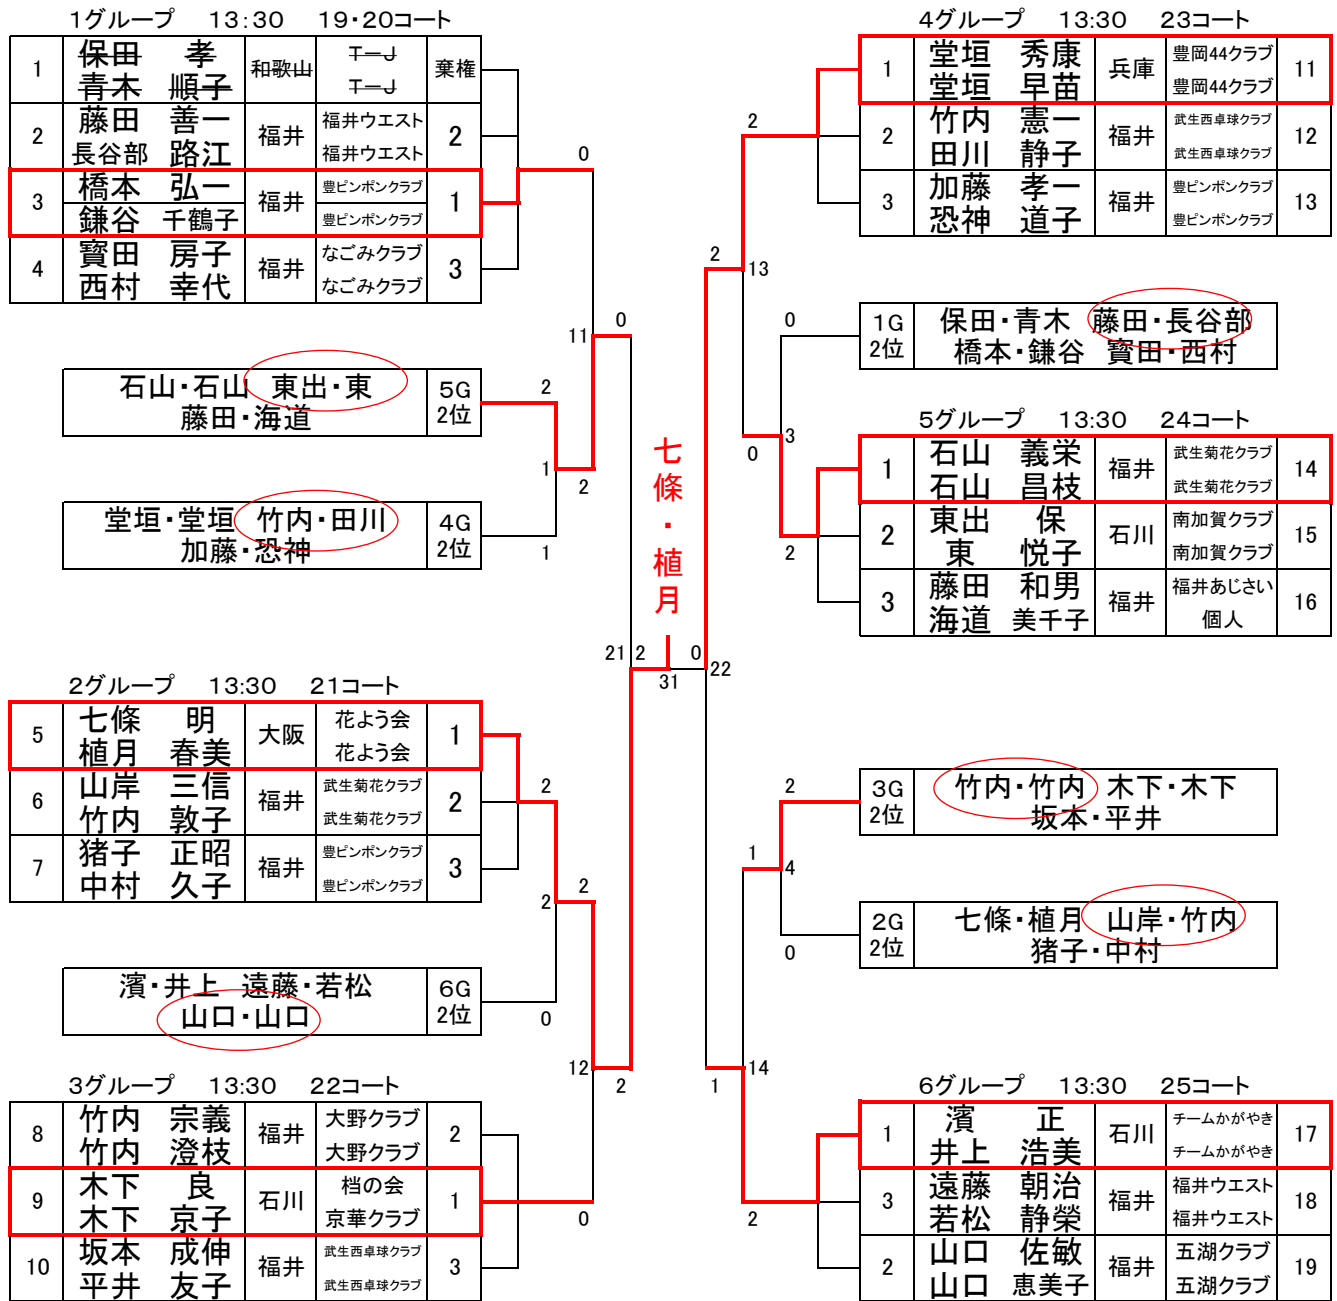 1グループ 13:30 19・20コート
1 保田 孝 和歌山 T-J 棄権
青木 順子 T-J
2 藤田 善一 福井 福井ウエスト 2
長谷部 路江 福井ウエスト
3 橋本 弘一 福井 豊ピンポンクラブ 1
鎌谷 千鶴子 豊ピンポンクラブ
4 寳田 房子 福井 なごみクラブ 3
西村 幸代 なごみクラブ
0
11
0
石山・石山 東出・東 5G
藤田・海道 2位
2
1
2
堂垣・堂垣 竹内・田川 4G
加藤・恐神 2位
1
2グループ 13:30 21コート
5 七條 明 大阪 花よう会 1
植月 春美 花よう会
6 山岸 三信 福井 武生菊花クラブ 2
竹内 敦子 武生菊花クラブ
7 猪子 正昭 福井 豊ピンポンクラブ 3
中村 久子 豊ピンポンクラブ
2
2
2
濱・井上 遠藤・若松 6G
山口・山口 2位
0
12
2
3グループ 13:30 22コート
8 竹内 宗義 福井 大野クラブ 2
竹内 澄枝 大野クラブ
9 木下 良 石川 档の会 1
木下 京子 京華クラブ
10 坂本 成伸 福井 武生西卓球クラブ 3
平井 友子 武生西卓球クラブ
0
七條・植月
21 2 0 22
31
4グループ 13:30 23コート
1 堂垣 秀康 兵庫 豊岡44クラブ 11
堂垣 早苗 豊岡44クラブ
2 竹内 憲一 福井 武生西卓球クラブ 12
田川 静子 武生西卓球クラブ
3 加藤 孝一 福井 豊ピンポンクラブ 13
恐神 道子 豊ピンポンクラブ
2
2
13
0
1G 保田・青木 藤田・長谷部
2位 橋本・鎌谷 寳田・西村
3
0
2
5グループ 13:30 24コート
1 石山 義栄 福井 武生菊花クラブ 14
石山 昌枝 武生菊花クラブ
2 東出 保 石川 南加賀クラブ 15
東 悦子 南加賀クラブ
3 藤田 和男 福井 福井あじさい 16
海道 美千子 個人
2
3G 竹内・竹内 木下・木下
2位 坂本・平井
1
4
2G 七條・植月 山岸・竹内
2位 猪子・中村
0
14
1
6グループ 13:30 25コート
1 濱 正 石川 チームかがやき 17
井上 浩美 チームかがやき
3 遠藤 朝治 福井 福井ウエスト 18
若松 静榮 福井ウエスト
2 山口 佐敏 福井 五湖クラブ 19
山口 恵美子 五湖クラブ
2